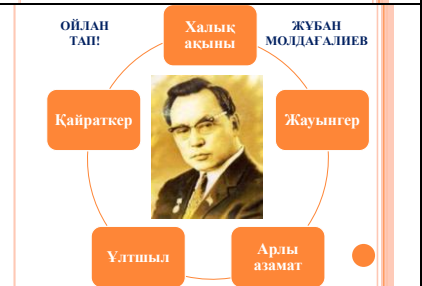 ОЙЛАН
ТАП!
Халық
ақыны
ЖҰБАН
МОЛДАҒАЛИЕВ
Қайраткер
Жауынгер
Ұлтшыл
Арлы
азамат